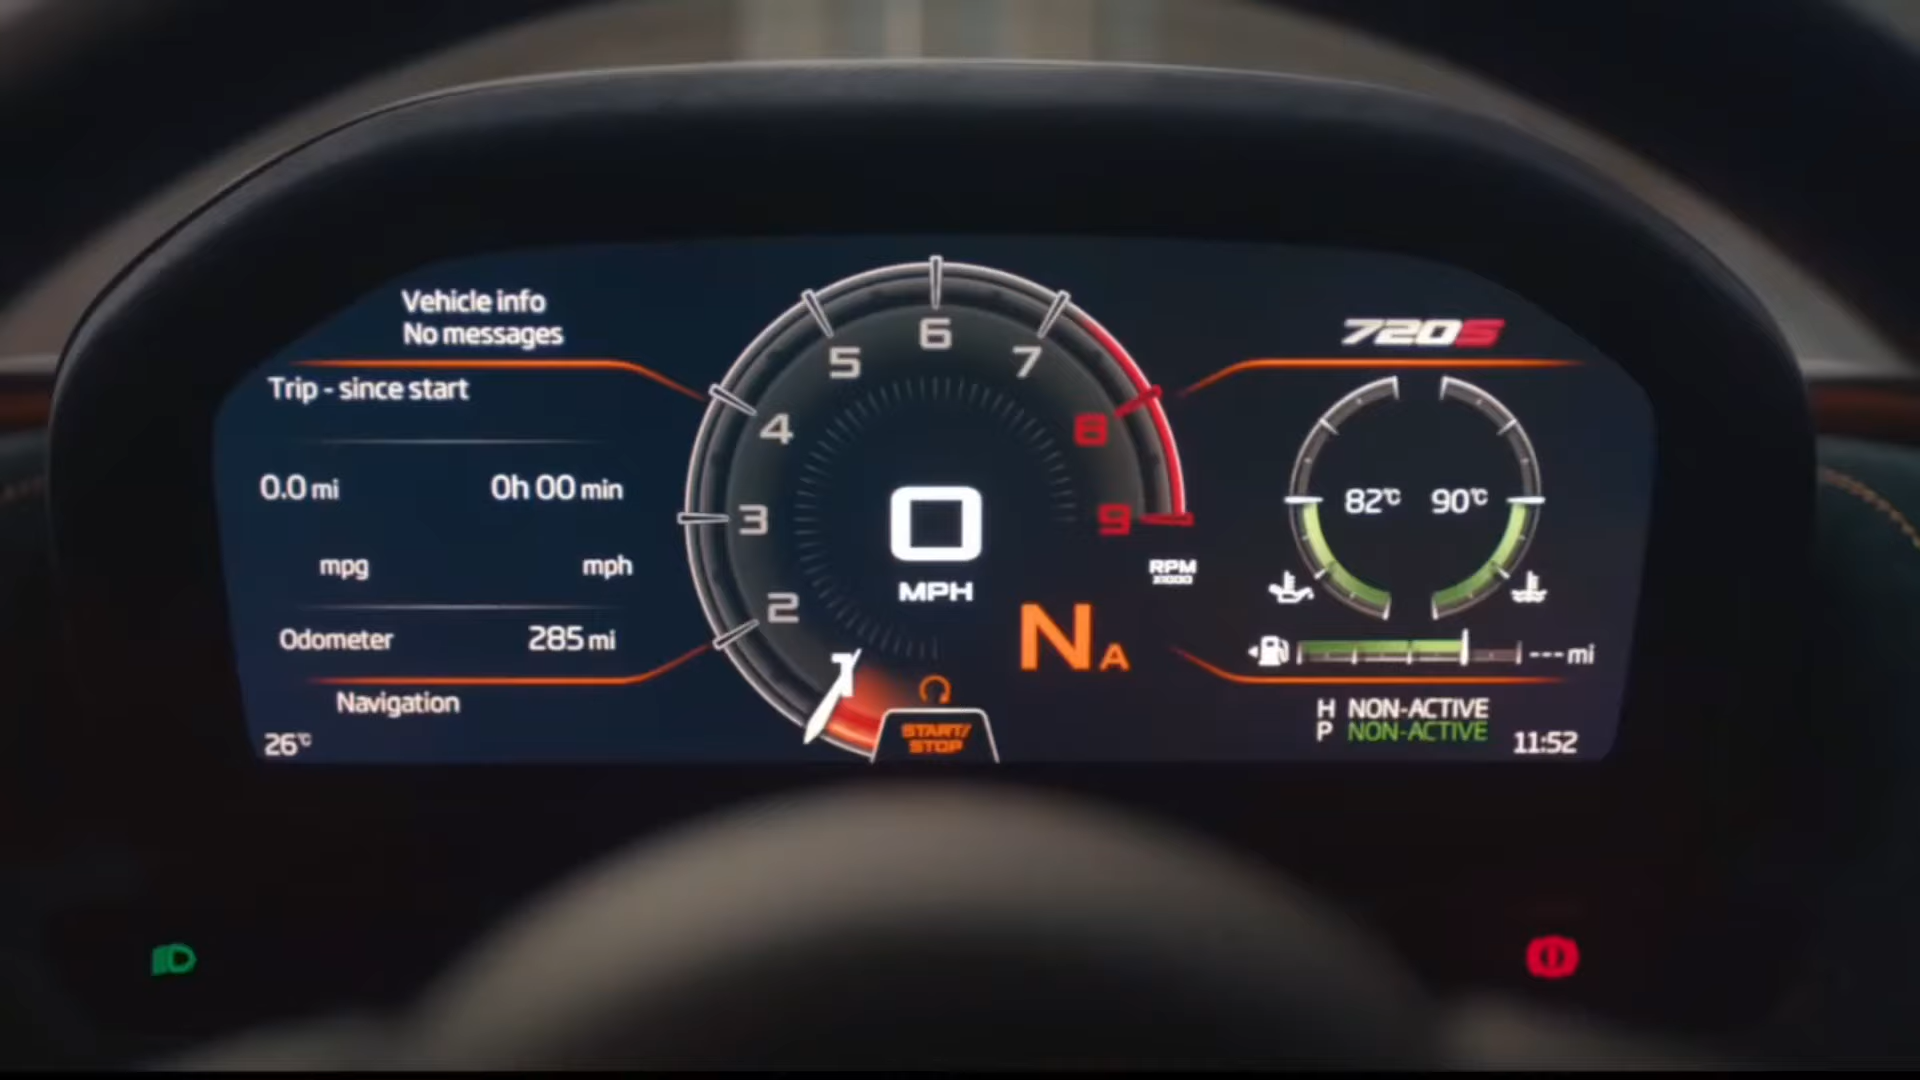 Vehicle info
No messages
Trip - since start
0.0 mi 0h 00 min
mpg mph
Odometer 285 mi
Navigation
26°C
1
2
3
4
5
6
7
8
9
0
MPH
RPM
X1000
N A
START/
STOP
720S
82°C 90°C
--- mi
H NON-ACTIVE
P NON-ACTIVE
11:52